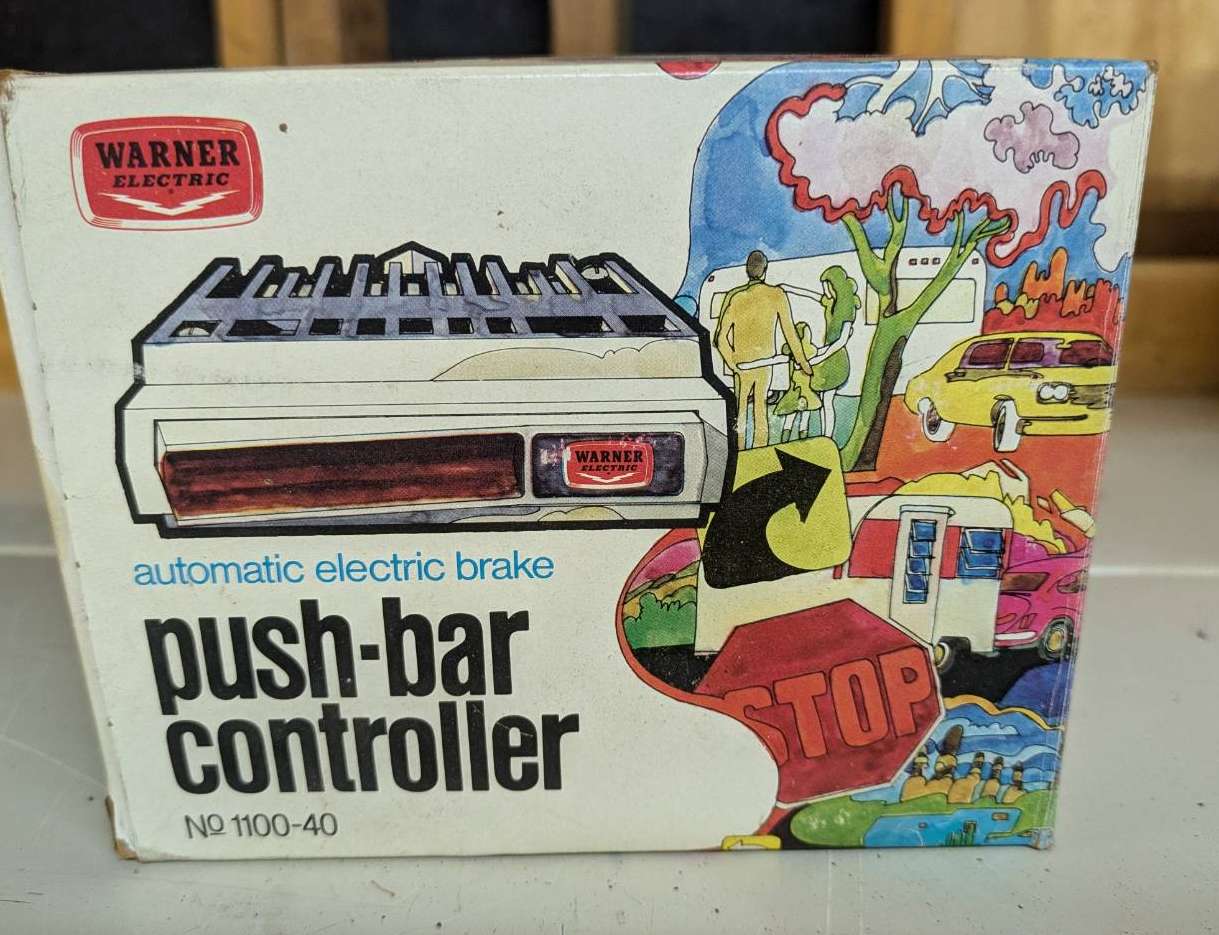 WARNER
ELECTRIC
WARNER
ELECTRIC
automatic electric brake
push-bar
controller
Nº 1100-40
STOP